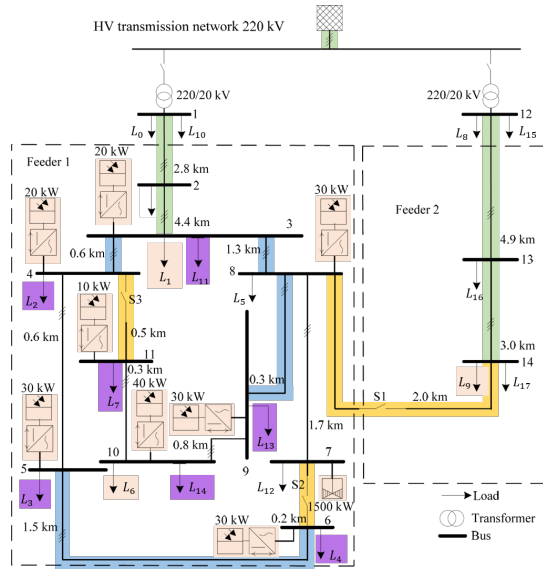 HV transmission network 220 kV
220/20 kV
220/20 kV
1
12
L0
L10
L8
L15
Feeder 1
20 kW
2.8 km
20 kW
2
30 kW
Feeder 2
4.4 km
3
4.9 km
0.6 km
1.3 km
13
4
8
L1
L11
L5
L16
L2
S3
10 kW
0.6 km
0.5 km
3.0 km
11
14
0.3 km
0.3 km
L9
L17
L7
40 kW
30 kW
S1
2.0 km
30 kW
1.7 km
L13
0.8 km
10
7
5
9
L6
L14
L12
S2
1500 kW
L3
1.5 km
30 kW
0.2 km
6
L4
Load
Transformer
Bus